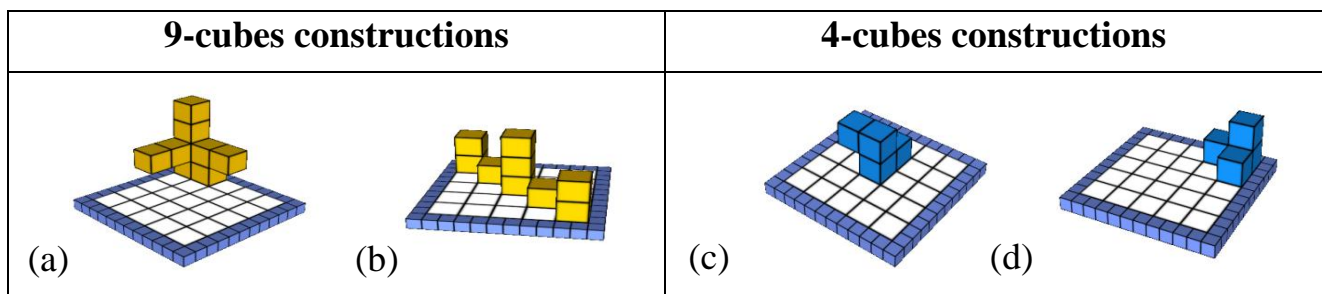 9-cubes constructions 4-cubes constructions
(a) (b) (c) (d)